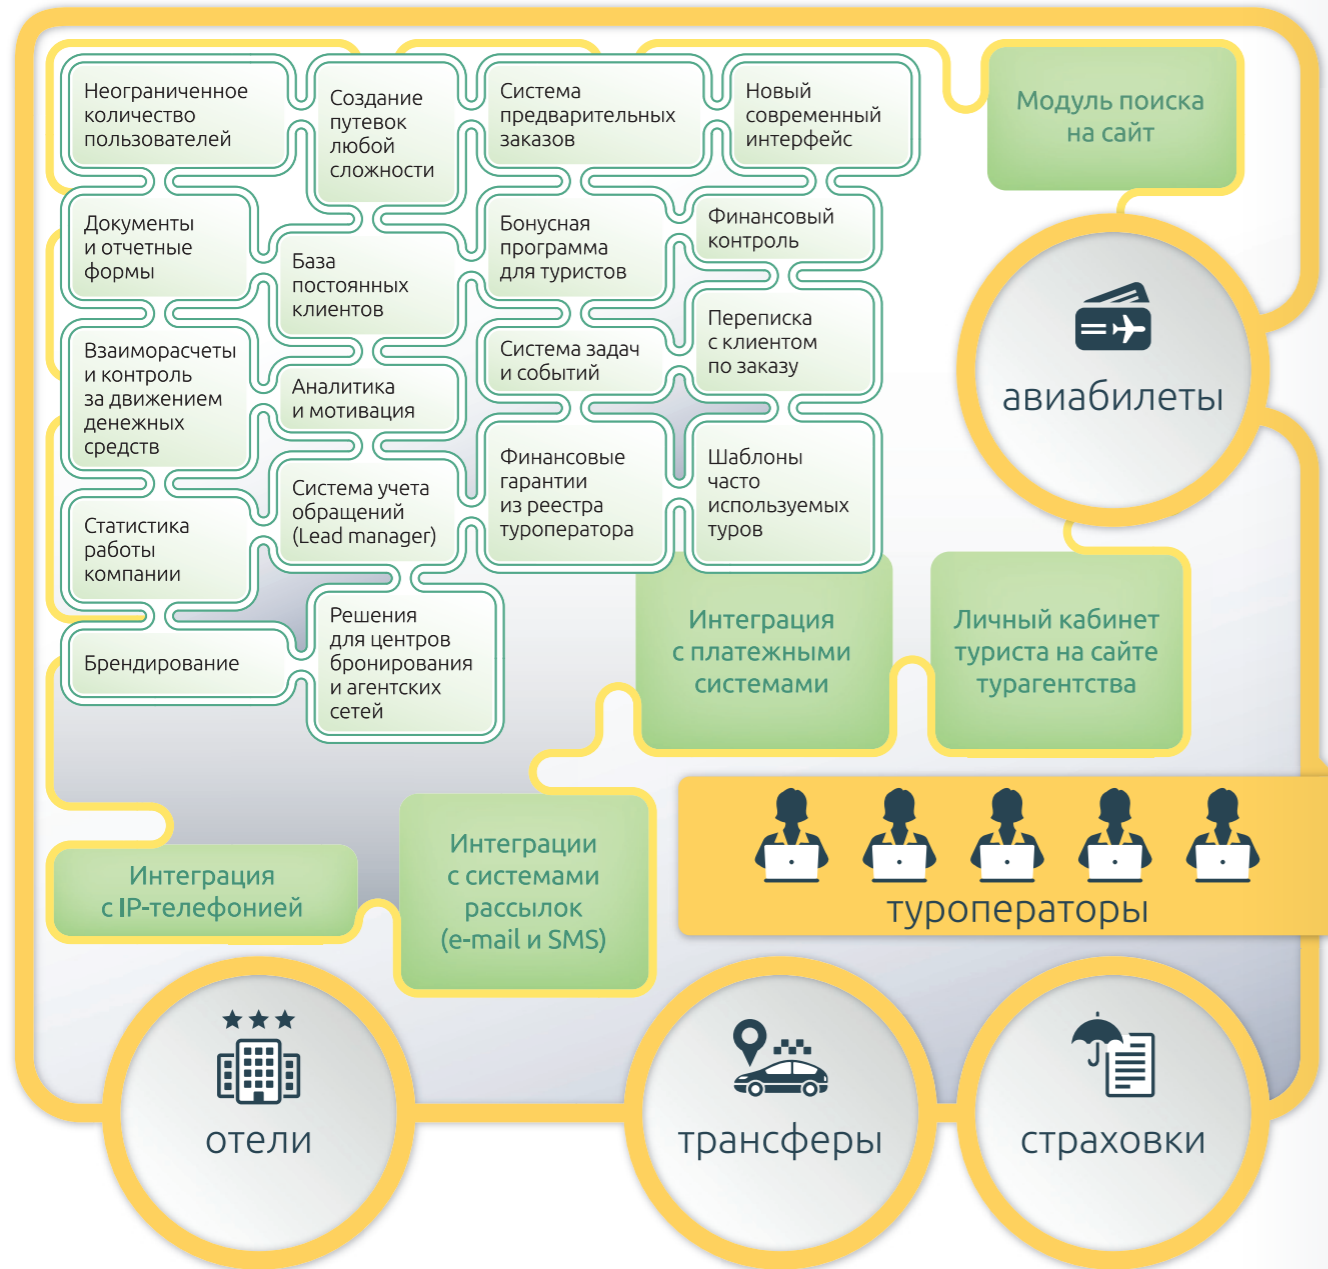 Неограниченное
количество
пользователей
Создание
путевок
любой
сложности
Система
предварительных
заказов
Новый
современный
интерфейс
Модуль поиска
на сайт
Документы
и отчетные
формы
База
постоянных
клиентов
Бонусная
программа
для туристов
Финансовый
контроль
Взаиморасчеты
и контроль
за движением
денежных
средств
Аналитика
и мотивация
Система задач
и событий
Переписка
с клиентом
по заказу
авиабилеты
Статистика
работы
компании
Система учета
обращений
(Lead manager)
Финансовые
гарантии
из реестра
туроператора
Шаблоны
часто
используемых
туров
Брендирование
Решения
для центров
бронирования
и агентских
сетей
Интеграция
с платежными
системами
Личный кабинет
туриста на сайте
турагентства
Интеграция
с IP-телефонией
Интеграции
с системами
рассылок
(e-mail и SMS)
туроператоры
отели
трансферы
страховки